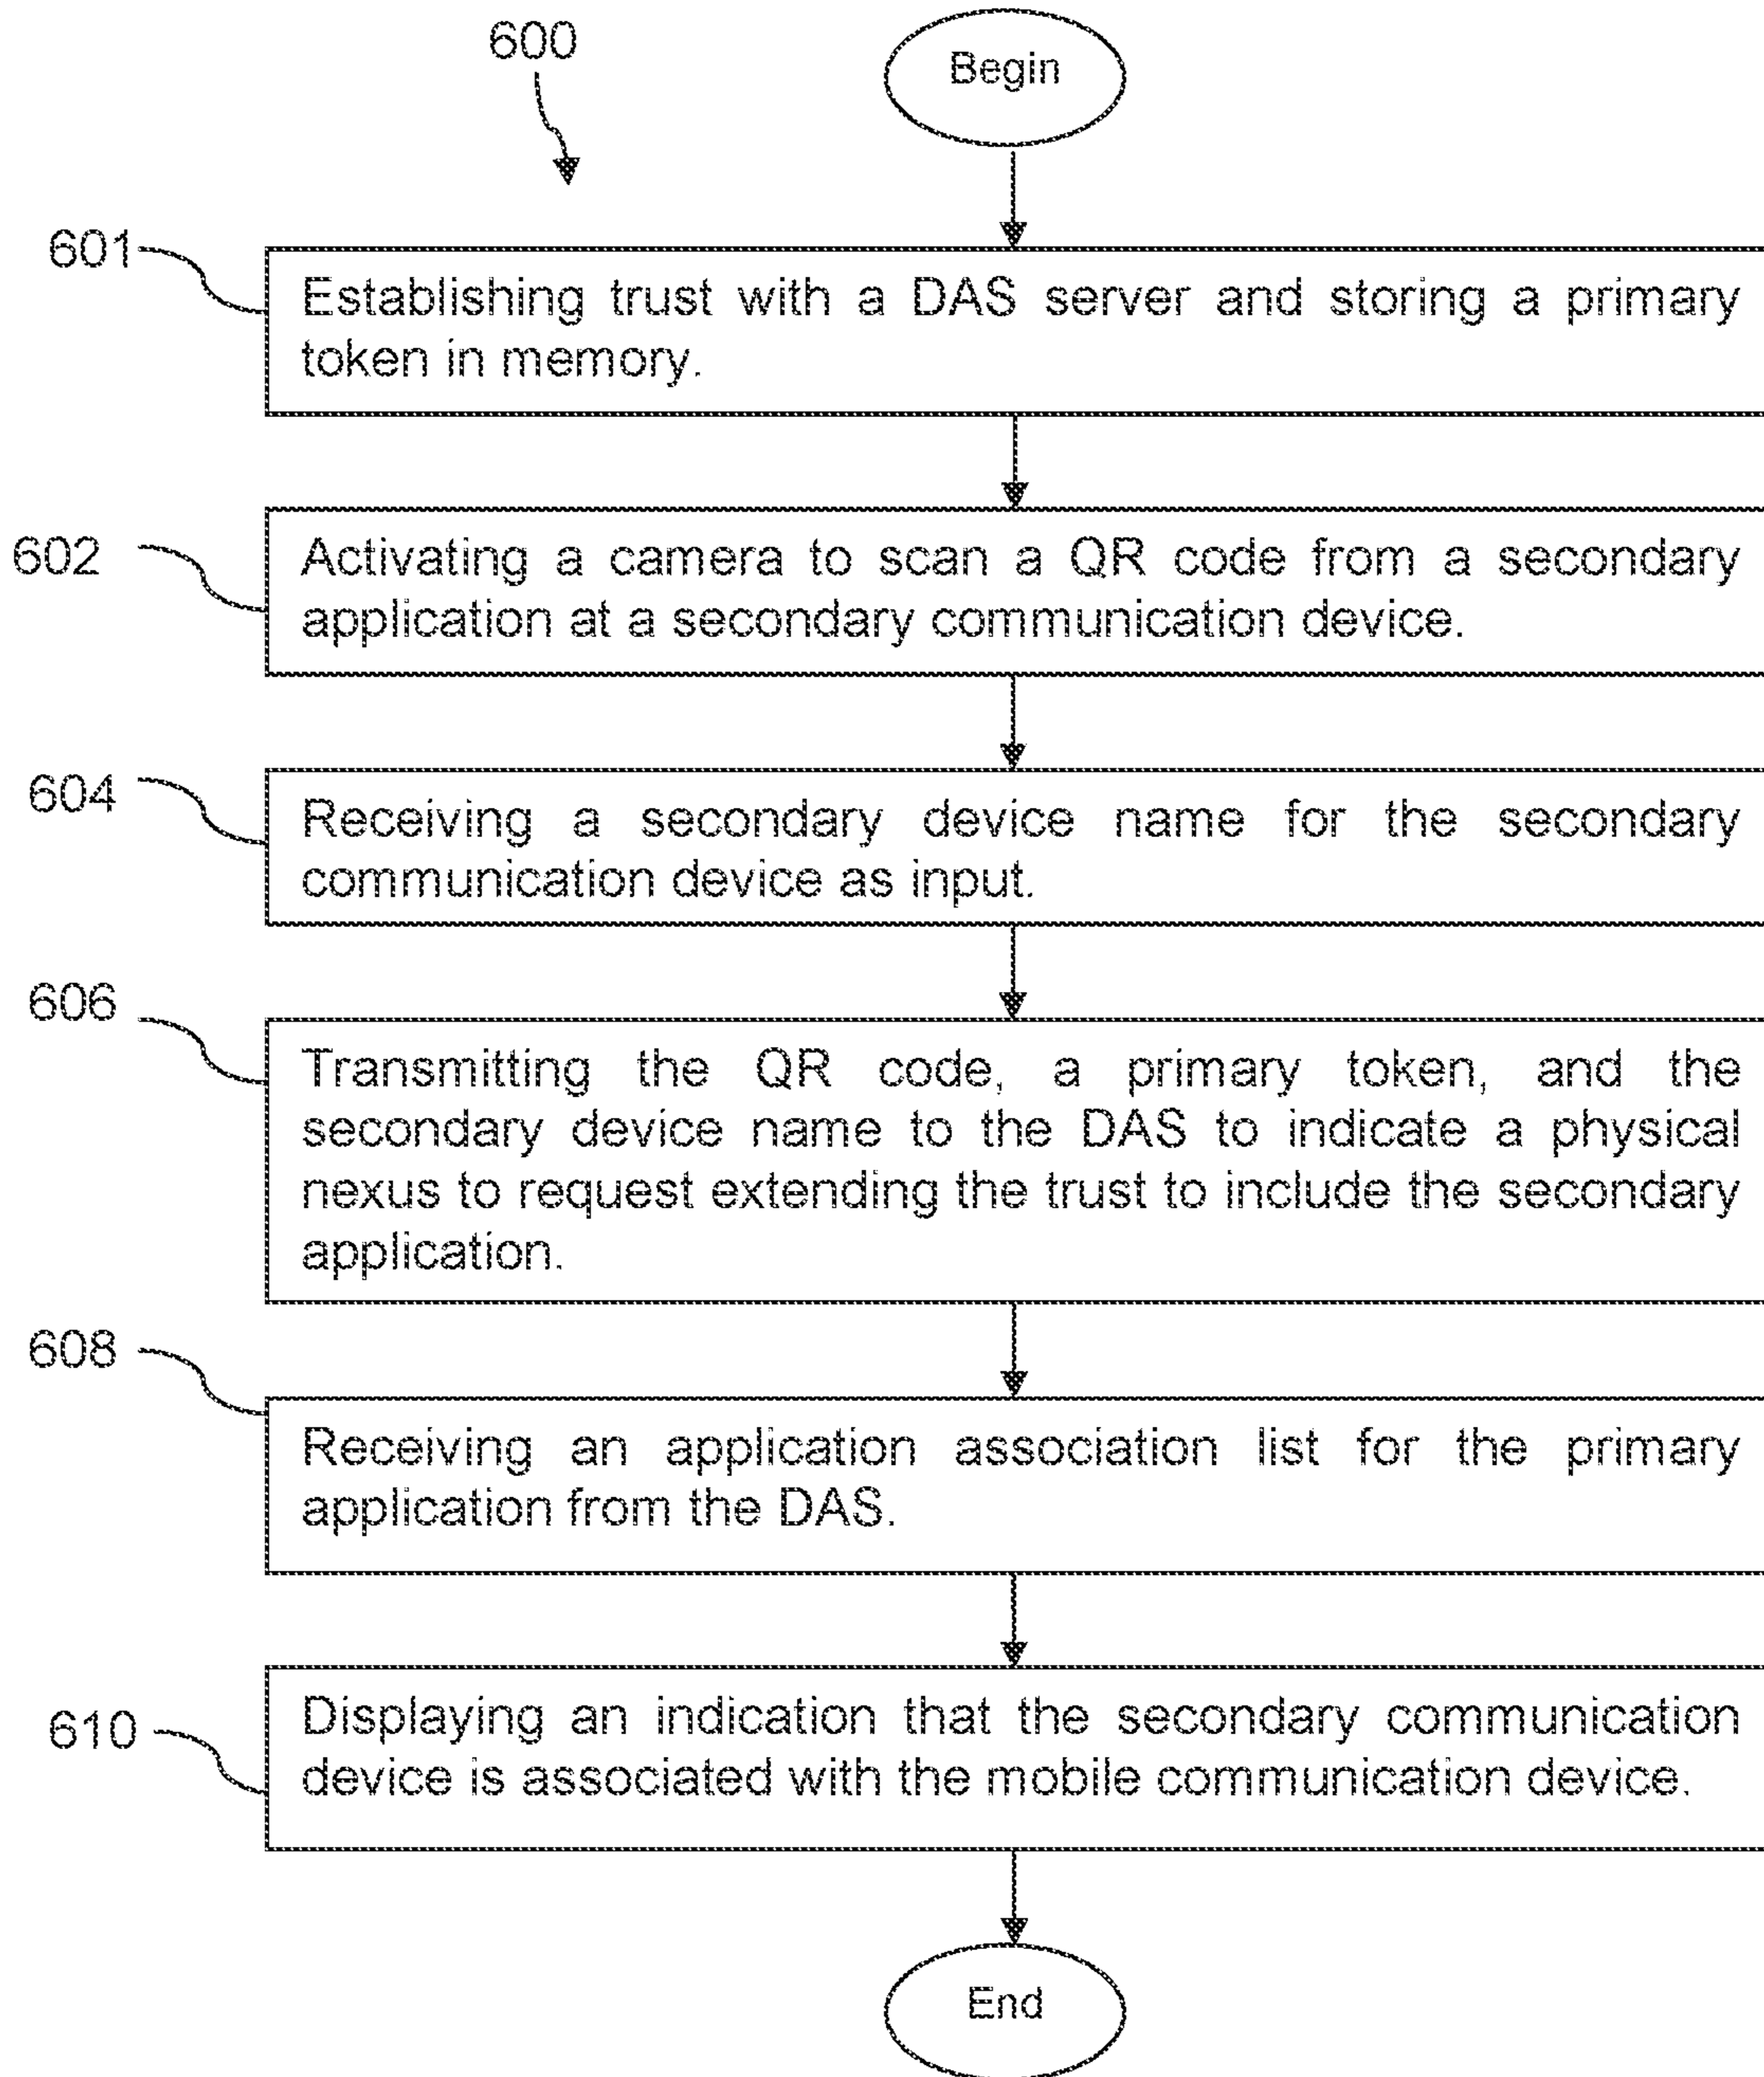 600
Begin
601
Establishing trust with a DAS server and storing a primary
token in memory.
602
Activating a camera to scan a QR code from a secondary
application at a secondary communication device.
604
Receiving a secondary device name for the secondary
communication device as input.
606
Transmitting the QR code, a primary token, and the
secondary device name to the DAS to indicate a physical
nexus to request extending the trust to include the secondary
application.
608
Receiving an application association list for the primary
application from the DAS.
610
Displaying an indication that the secondary communication
device is associated with the mobile communication device.
End